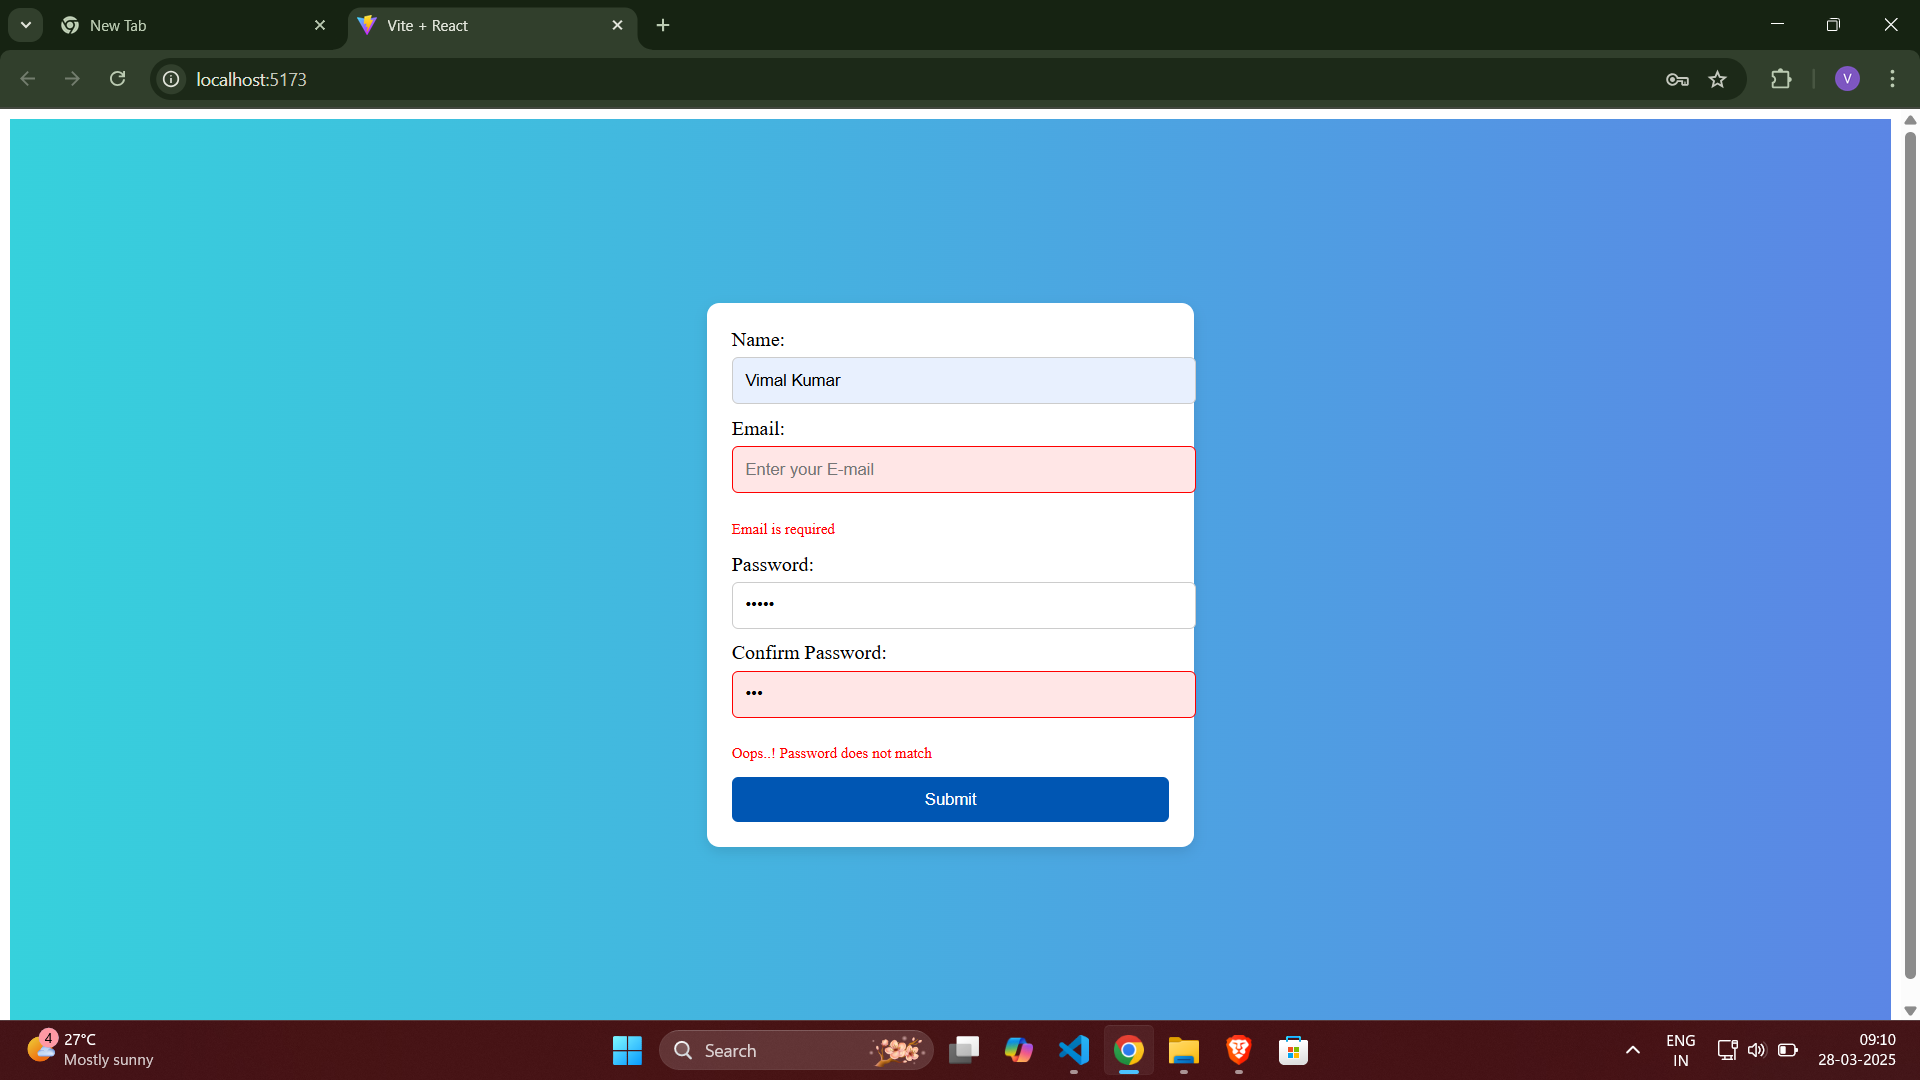 New Tab
Vite + React
localhost:5173
V
Name:
Vimal Kumar
Email:
Enter your E-mail
Email is required
Password:
•••••
Confirm Password:
•••
Oops..! Password does not match
Submit
4
27°C
Mostly sunny
Search
ENG
IN
09:10
28-03-2025